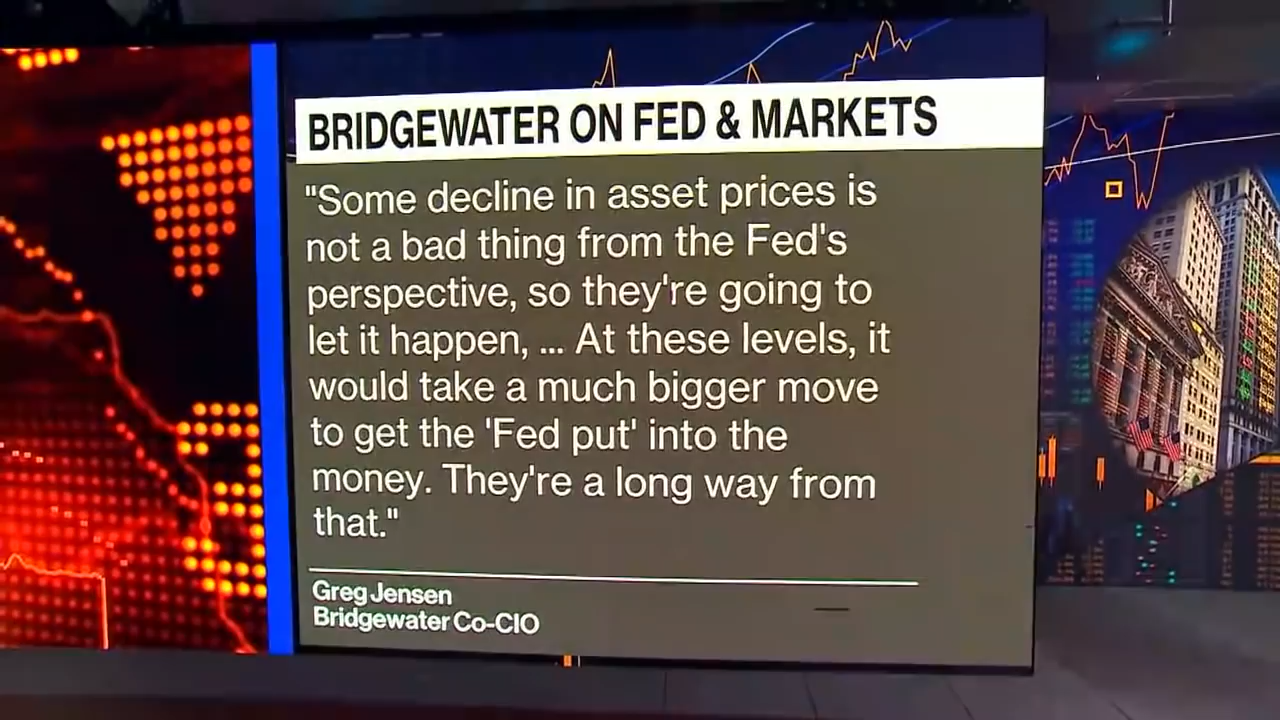 BRIDGEWATER ON FED & MARKETS
"Some decline in asset prices is
not a bad thing from the Fed's
perspective, so they're going to
let it happen, ... At these levels, it
would take a much bigger move
to get the 'Fed put' into the
money. They're a long way from
that."
Greg Jensen
Bridgewater Co-CIO